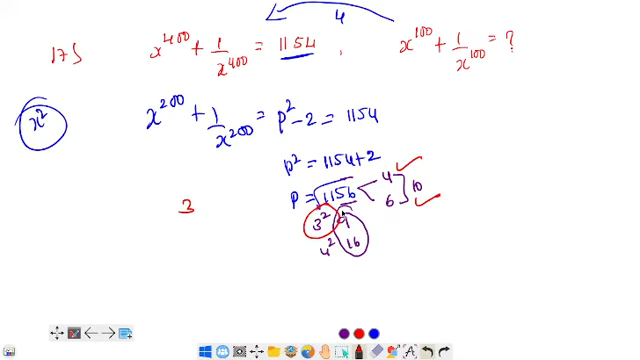 4
175 x^400 + 1/x^400 = 1154 , x^100 + 1/x^100 = ?
x^2 x^200 + 1/x^200 = p^2 - 2 = 1154
p^2 = 1154 + 2
p = √1156 4
6 10
3
3^2 9
4^2 16